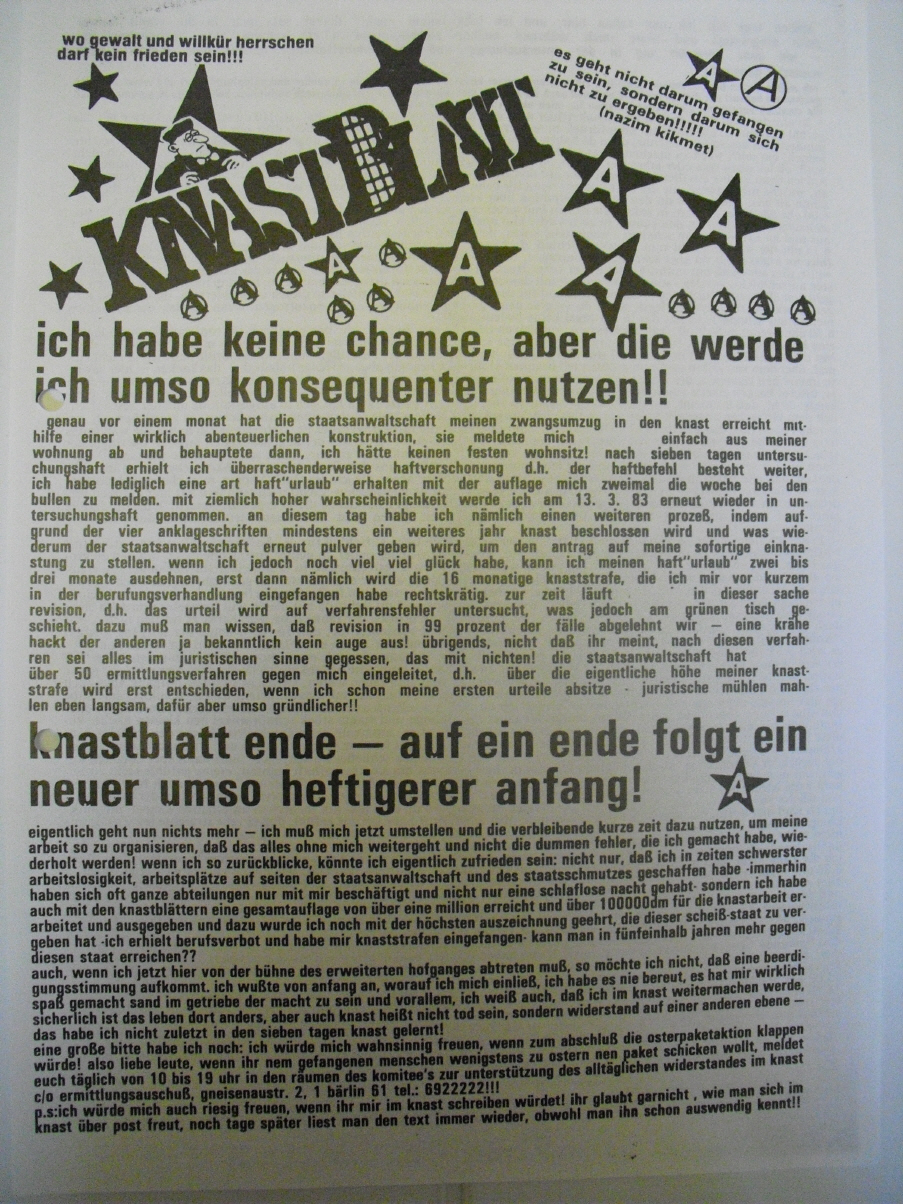 wo gewalt und willkür herrschen
darf kein frieden sein!!!
es geht nicht darum gefangen
zu sein, sondern darum sich
nicht zu ergeben!!!!!
(nazim kikmet)
KNASTBLATT
ich habe keine chance, aber die werde
ich umso konsequenter nutzen!!
genau vor einem monat hat die staatsanwaltschaft meinen zwangsumzug in den knast erreicht mit-
hilfe einer wirklich abenteuerlichen konstruktion, sie meldete mich einfach aus meiner
wohnung ab und behauptete dann, ich hätte keinen festen wohnsitz! nach sieben tagen untersu-
chungshaft erhielt ich überraschenderweise haftverschonung d.h. der haftbefehl besteht weiter,
ich habe lediglich eine art haft"urlaub" erhalten mit der auflage mich zweimal die woche bei den
bullen zu melden. mit ziemlich hoher wahrscheinlichkeit werde ich am 13. 3. 83 erneut wieder in un-
tersuchungshaft genommen. an diesem tag habe ich nämlich einen weiteren prozeß, indem auf-
grund der vier anklageschriften mindestens ein weiteres jahr knast beschlossen wird und was wie-
derum der staatsanwaltschaft erneut pulver geben wird, um den antrag auf meine sofortige einkna-
stung zu stellen. wenn ich jedoch noch viel viel glück habe, kann ich meinen haft"urlaub" zwei bis
drei monate ausdehnen, erst dann nämlich wird die 16 monatige knaststrafe, die ich mir vor kurzem
in der berufungsverhandlung eingefangen habe rechtskrätig. zur zeit läuft in dieser sache
revision, d.h. das urteil wird auf verfahrensfehler untersucht, was jedoch am grünen tisch ge-
schieht. dazu muß man wissen, daß revision in 99 prozent der fälle abgelehnt wir — eine krähe
hackt der anderen ja bekanntlich kein auge aus! übrigends, nicht daß ihr meint, nach diesen verfah-
ren sei alles im juristischen sinne gegessen, das mit nichten! die staatsanwaltschaft hat
über 50 ermittlungsverfahren gegen mich eingeleitet, d.h. über die eigentliche höhe meiner knast-
strafe wird erst entschieden, wenn ich schon meine ersten urteile absitze - juristische mühlen mah-
len eben langsam, dafür aber umso gründlicher!!
knastblatt ende — auf ein ende folgt ein
neuer umso heftigerer anfang!
eigentlich geht nun nichts mehr — ich muß mich jetzt umstellen und die verbleibende kurze zeit dazu nutzen, um meine
arbeit so zu organisieren, daß das alles ohne mich weitergeht und nicht die dummen fehler, die ich gemacht habe, wie-
derholt werden! wenn ich so zurückblicke, könnte ich eigentlich zufrieden sein: nicht nur, daß ich in zeiten schwerster
arbeitslosigkeit, arbeitsplätze auf seiten der staatsanwaltschaft und des staatsschmutzes geschaffen habe -immerhin
haben sich oft ganze abteilungen nur mit mir beschäftigt und nicht nur eine schlaflose nacht gehabt- sondern ich habe
auch mit den knastblättern eine gesamtauflage von über eine million erreicht und über 100000dm für die knastarbeit er-
arbeitet und ausgegeben und dazu wurde ich noch mit der höchsten auszeichnung geehrt, die dieser scheiß-staat zu ver-
geben hat -ich erhielt berufsverbot und habe mir knaststrafen eingefangen- kann man in fünfeinhalb jahren mehr gegen
diesen staat erreichen??
auch, wenn ich jetzt hier von der bühne des erweiterten hofganges abtreten muß, so möchte ich nicht, daß eine beerdi-
gungsstimmung aufkommt. ich wußte von anfang an, worauf ich mich einließ, ich habe es nie bereut, es hat mir wirklich
spaß gemacht sand im getriebe der macht zu sein und vorallem, ich weiß auch, daß ich im knast weitermachen werde,
sicherlich ist das leben dort anders, aber auch knast heißt nicht tod sein, sondern widerstand auf einer anderen ebene —
das habe ich nicht zuletzt in den sieben tagen knast gelernt!
eine große bitte habe ich noch: ich würde mich wahnsinnig freuen, wenn zum abschluß die osterpaketaktion klappen
würde! also liebe leute, wenn ihr nem gefangenen menschen wenigstens zu ostern nen paket schicken wollt, meldet
euch täglich von 10 bis 19 uhr in den räumen des komitee's zur unterstützung des alltäglichen widerstandes im knast
c/o ermittlungsauschuß, gneisenaustr. 2, 1 bärlin 61 tel.: 6922222!!!
p.s:ich würde mich auch riesig freuen, wenn ihr mir im knast schreiben würdet! ihr glaubt garnicht , wie man sich im
knast über post freut, noch tage später liest man den text immer wieder, obwohl man ihn schon auswendig kennt!!